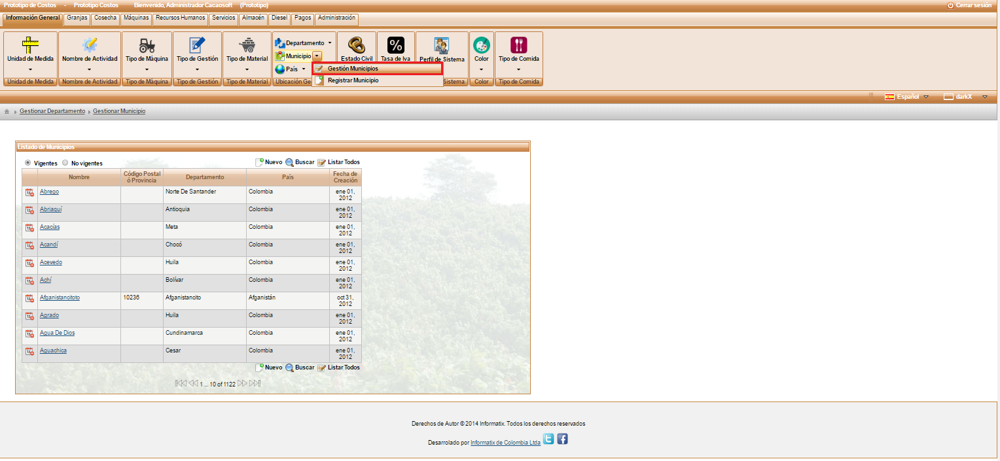 Prototipo de Costos - Prototipo Costos Bienvenido, Administrador Cacaosoft (Prototipo) Cerrar sesión
Información General Granjas Cosecha Máquinas Recursos Humanos Servicios Almacén Diesel Pagos Administración
Departamento
Municipio
País
Unidad de Medida Nombre de Actividad Tipo de Máquina Tipo de Gestión Tipo de Material Estado Civil Tasa de Iva Perfil de Sistema Color Tipo de Comida
Gestión Municipios
Registrar Municipio
Unidad de Medida Nombre de Actividad Tipo de Máquina Tipo de Gestión Tipo de Material Ubicación Ge Sistema Color Tipo de Comida
Español darkX
Gestionar Departamento Gestionar Municipio
Listado de Municipios
Vigentes No vigentes Nuevo Buscar Listar Todos
Nombre Código Postal ó Provincia Departamento País Fecha de Creación
Abrego Norte De Santander Colombia ene 01, 2012
Abriaquí Antioquia Colombia ene 01, 2012
Acacías Meta Colombia ene 01, 2012
Acandí Chocó Colombia ene 01, 2012
Acevedo Huila Colombia ene 01, 2012
Achí Bolívar Colombia ene 01, 2012
Afganistancitoto 10236 Afganistancito Afganistán oct 31, 2012
Agrado Huila Colombia ene 01, 2012
Agua De Dios Cundinamarca Colombia ene 01, 2012
Aguachica Cesar Colombia ene 01, 2012
Nuevo Buscar Listar Todos
1 ... 10 of 1122
Derechos de Autor © 2014 Informatix. Todos los derechos reservados
Desarrolado por Informatix de Colombia Ltda